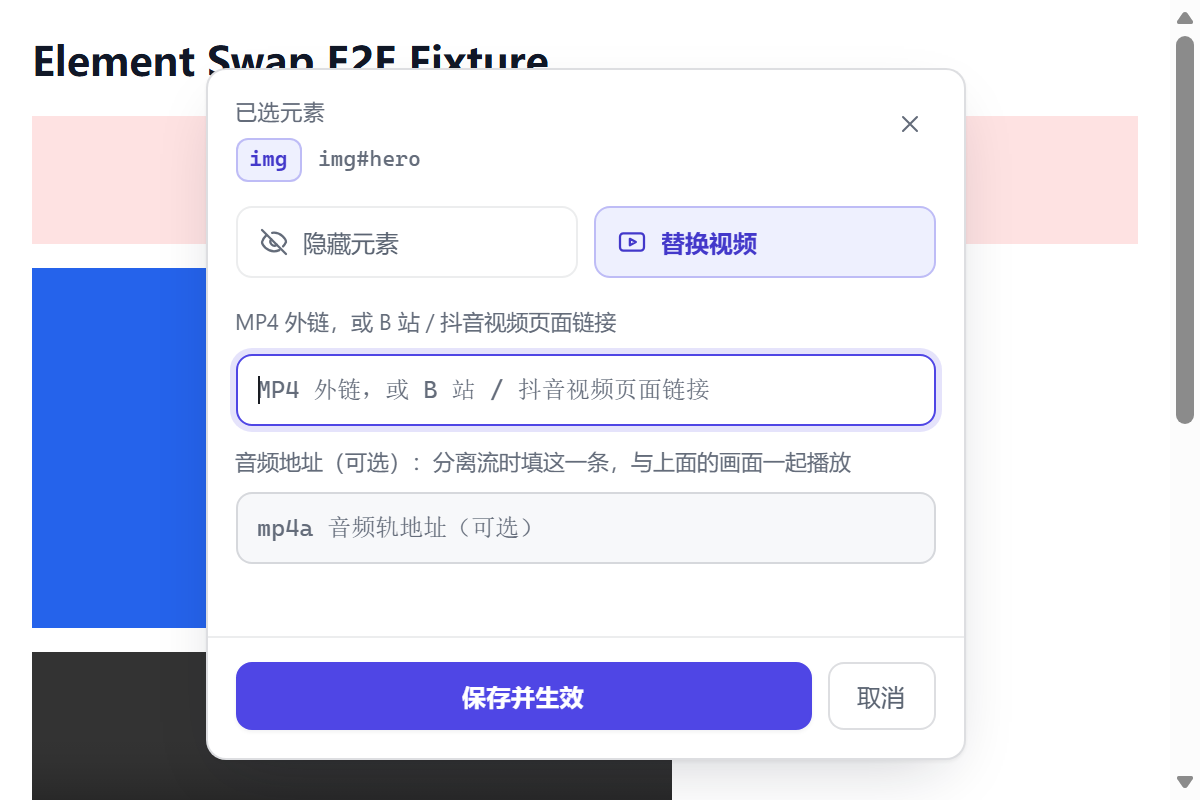 Element Swap E2E Fixture
已选元素
img img#hero
隐藏元素 替换视频
MP4 外链，或 B 站 / 抖音视频页面链接
MP4 外链，或 B 站 / 抖音视频页面链接
音频地址（可选）：分离流时填这一条，与上面的画面一起播放
mp4a 音频轨地址（可选）
保存并生效 取消